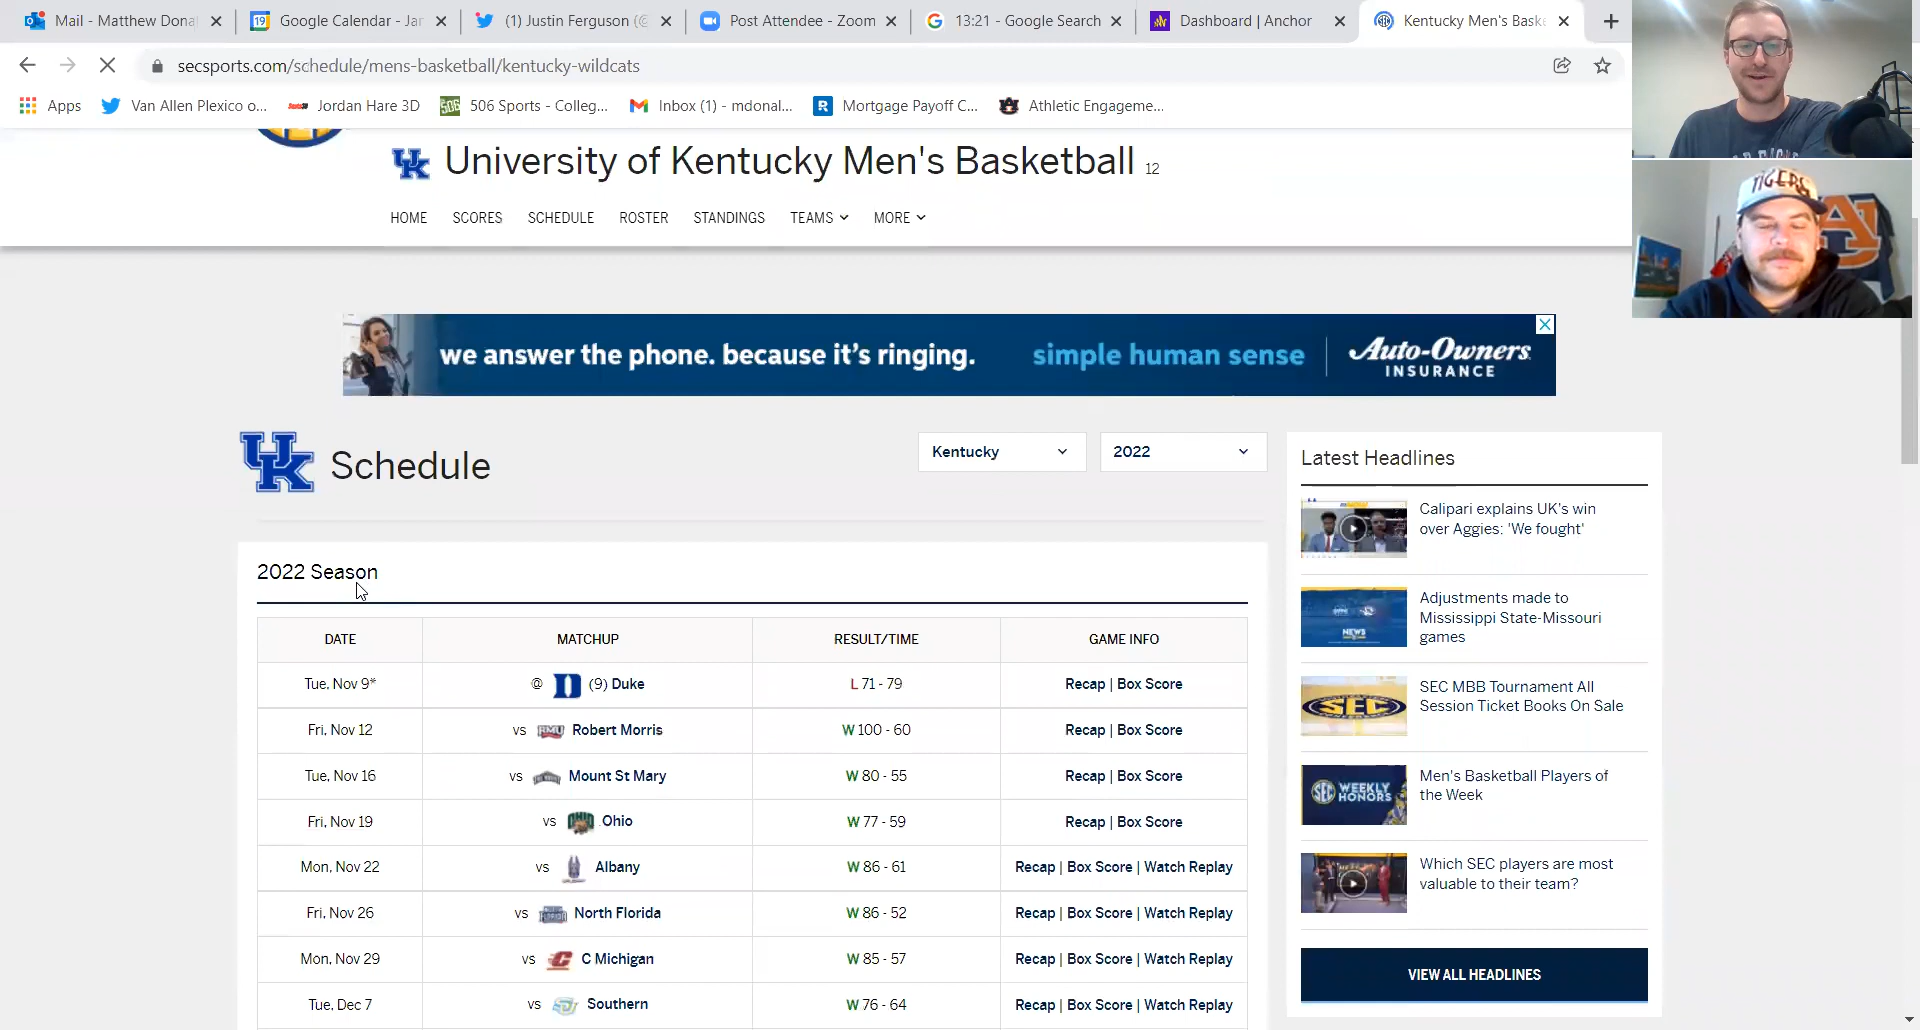 Mail - Matthew Dona
Google Calendar - Ja
(1) Justin Ferguson (@
Post Attendee - Zoom
13:21 - Google Search
Dashboard | Anchor
Kentucky Men's Baske
secsports.com/schedule/mens-basketball/kentucky-wildcats
Apps
Van Allen Plexico o...
Jordan Hare 3D
506 Sports - Colleg...
Inbox (1) - mdonal...
Mortgage Payoff C...
Athletic Engageme...
TIGERS
University of Kentucky Men's Basketball 12
HOME SCORES SCHEDULE ROSTER STANDINGS TEAMS MORE
we answer the phone. because it's ringing. simple human sense Auto-Owners
INSURANCE
UK Schedule
Kentucky 2022
2022 Season
DATE MATCHUP RESULT/TIME GAME INFO
Tue, Nov 9* @ (9) Duke L 71 - 79 Recap | Box Score
Fri, Nov 12 vs RMU Robert Morris W 100 - 60 Recap | Box Score
Tue, Nov 16 vs Mount St Mary W 80 - 55 Recap | Box Score
Fri, Nov 19 vs OHIO Ohio W 77 - 59 Recap | Box Score
Mon, Nov 22 vs Albany W 86 - 61 Recap | Box Score | Watch Replay
Fri, Nov 26 vs North Florida W 86 - 52 Recap | Box Score | Watch Replay
Mon, Nov 29 vs C Michigan W 85 - 57 Recap | Box Score | Watch Replay
Tue, Dec 7 vs Southern W 76 - 64 Recap | Box Score | Watch Replay
Latest Headlines
Calipari explains UK's win
over Aggies: 'We fought'
Adjustments made to
Mississippi State-Missouri
games
NEWS
SEC MBB Tournament All
Session Ticket Books On Sale
SEC
Men's Basketball Players of
the Week
SEC WEEKLY
HONORS
Which SEC players are most
valuable to their team?
VIEW ALL HEADLINES